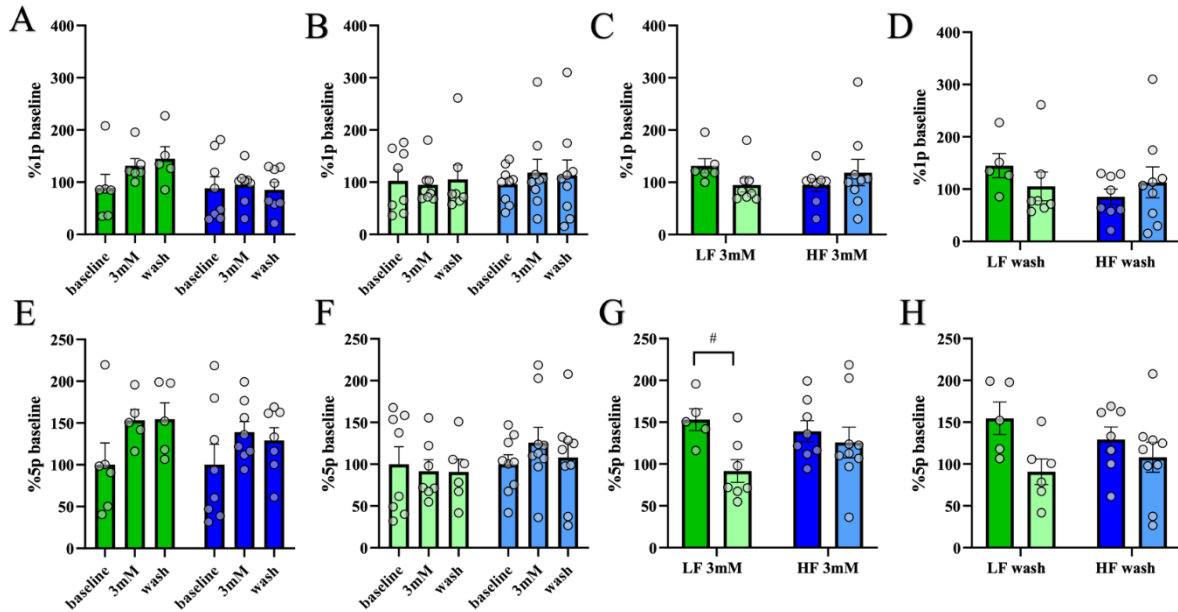 A
%1p baseline
400
300
200
100
0
baseline
3mM
wash
baseline
3mM
wash
B
%1p baseline
400
300
200
100
0
baseline
3mM
wash
baseline
3mM
wash
C
%1p baseline
400
300
200
100
0
LF 3mM
HF 3mM
D
%1p baseline
400
300
200
100
0
LF wash
HF wash
E
%5p baseline
250
200
150
100
50
0
baseline
3mM
wash
baseline
3mM
wash
F
%5p baseline
250
200
150
100
50
0
baseline
3mM
wash
baseline
3mM
wash
G
%5p baseline
250
200
150
100
50
0
#
LF 3mM
HF 3mM
H
%5p baseline
250
200
150
100
50
0
LF wash
HF wash